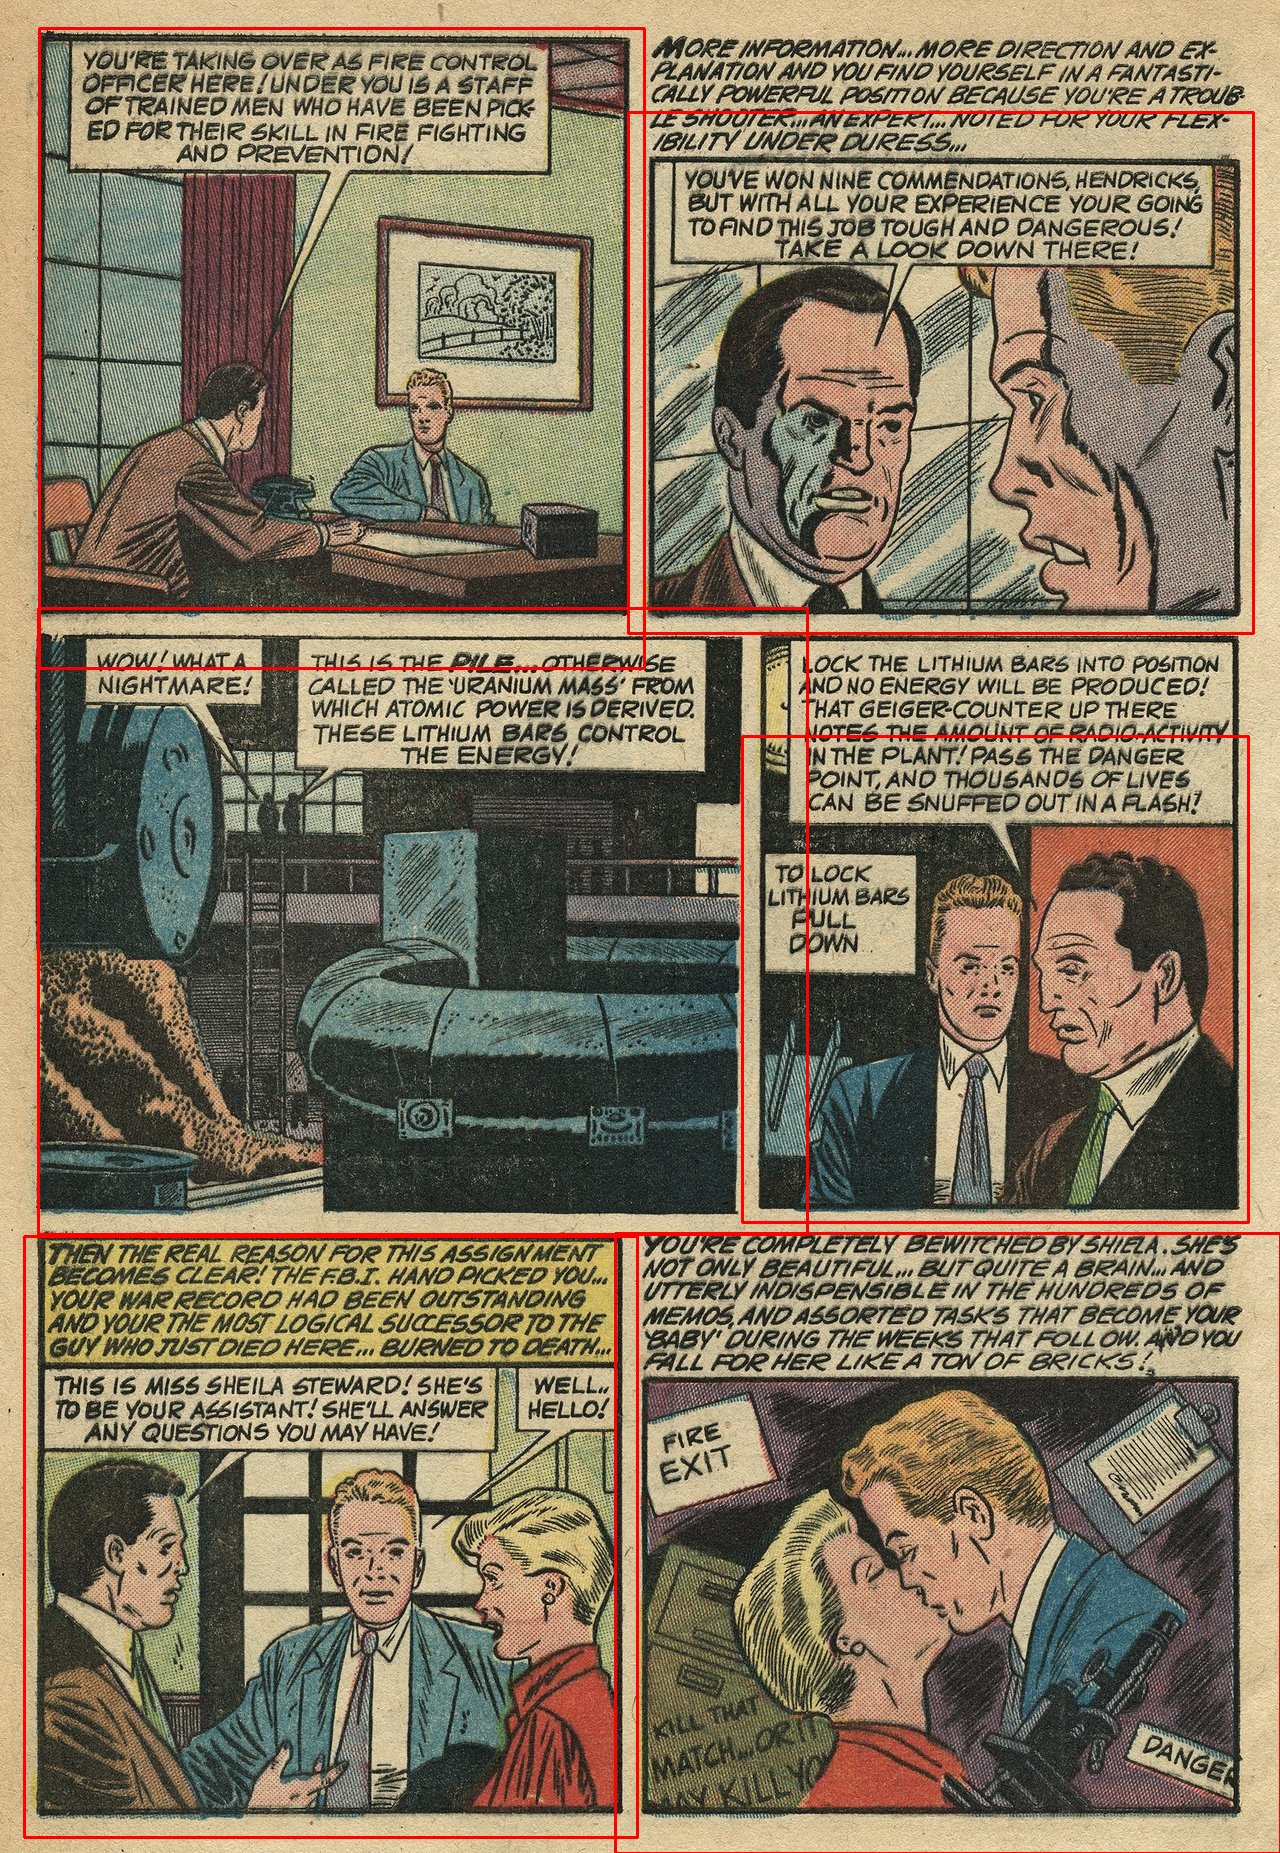 YOU'RE TAKING OVER AS FIRE CONTROL
OFFICER HERE! UNDER YOU IS A STAFF
OF TRAINED MEN WHO HAVE BEEN PICK-
ED FOR THEIR SKILL IN FIRE FIGHTING
AND PREVENTION!
MORE INFORMATION... MORE DIRECTION AND EX-
PLANATION AND YOU FIND YOURSELF IN A FANTASTI-
CALLY POWERFUL POSITION BECAUSE YOU'RE A TROUB-
LE SHOOTER... AN EXPERT... NOTED FOR YOUR FLEX-
IBILITY UNDER DURESS...
YOU'VE WON NINE COMMENDATIONS, HENDRICKS,
BUT WITH ALL YOUR EXPERIENCE YOUR GOING
TO FIND THIS JOB TOUGH AND DANGEROUS!
TAKE A LOOK DOWN THERE!
WOW! WHAT A
NIGHTMARE!
THIS IS THE PILE... OTHERWISE
CALLED THE 'URANIUM MASS' FROM
WHICH ATOMIC POWER IS DERIVED.
THESE LITHIUM BARS CONTROL
THE ENERGY!
LOCK THE LITHIUM BARS INTO POSITION
AND NO ENERGY WILL BE PRODUCED!
THAT GEIGER-COUNTER UP THERE
NOTES THE AMOUNT OF RADIO-ACTIVITY
IN THE PLANT! PASS THE DANGER
POINT, AND THOUSANDS OF LIVES
CAN BE SNUFFED OUT IN A FLASH!
TO LOCK
LITHIUM BARS
PULL
DOWN
THEN THE REAL REASON FOR THIS ASSIGNMENT
BECOMES CLEAR! THE F.B.I. HAND PICKED YOU...
YOUR WAR RECORD HAD BEEN OUTSTANDING
AND YOUR THE MOST LOGICAL SUCCESSOR TO THE
GUY WHO JUST DIED HERE... BURNED TO DEATH...
THIS IS MISS SHEILA STEWARD! SHE'S
TO BE YOUR ASSISTANT! SHE'LL ANSWER
ANY QUESTIONS YOU MAY HAVE!
WELL..
HELLO!
YOU'RE COMPLETELY BEWITCHED BY SHIELA. SHE'S
NOT ONLY BEAUTIFUL... BUT QUITE A BRAIN... AND
UTTERLY INDISPENSIBLE IN THE HUNDREDS OF
MEMOS, AND ASSORTED TASKS THAT BECOME YOUR
'BABY' DURING THE WEEKS THAT FOLLOW. AND YOU
FALL FOR HER LIKE A TON OF BRICKS!
FIRE
EXIT
KILL THAT
MATCH... OR IT
MAY KILL YO
DANGER